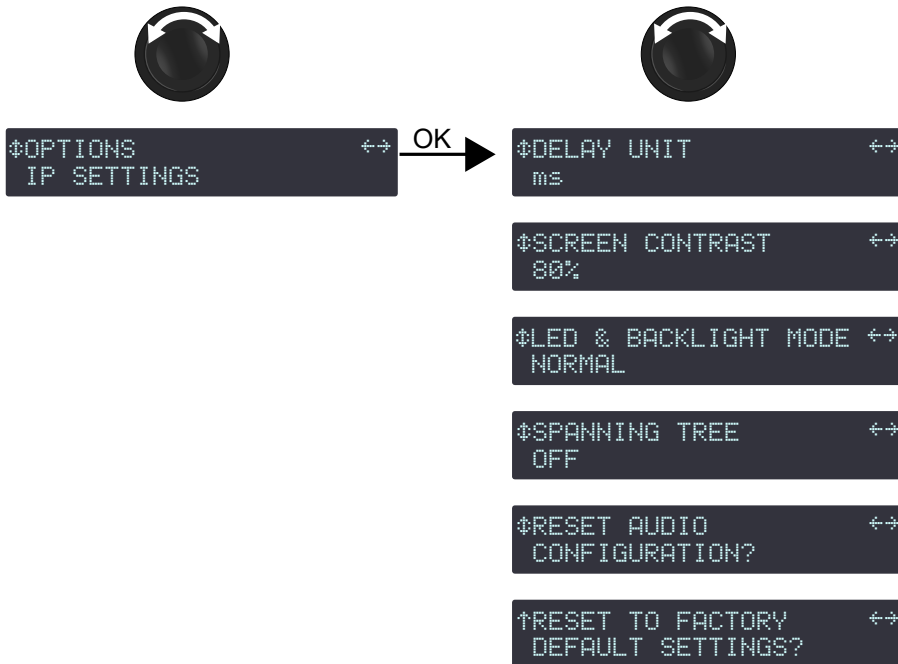 ↕OPTIONS ↔
IP SETTINGS
OK
↕DELAY UNIT ↔
ms
↕SCREEN CONTRAST ↔
80%
↕LED & BACKLIGHT MODE ↔
NORMAL
↕SPANNING TREE ↔
OFF
↕RESET AUDIO ↔
CONFIGURATION?
↑RESET TO FACTORY ↔
DEFAULT SETTINGS?